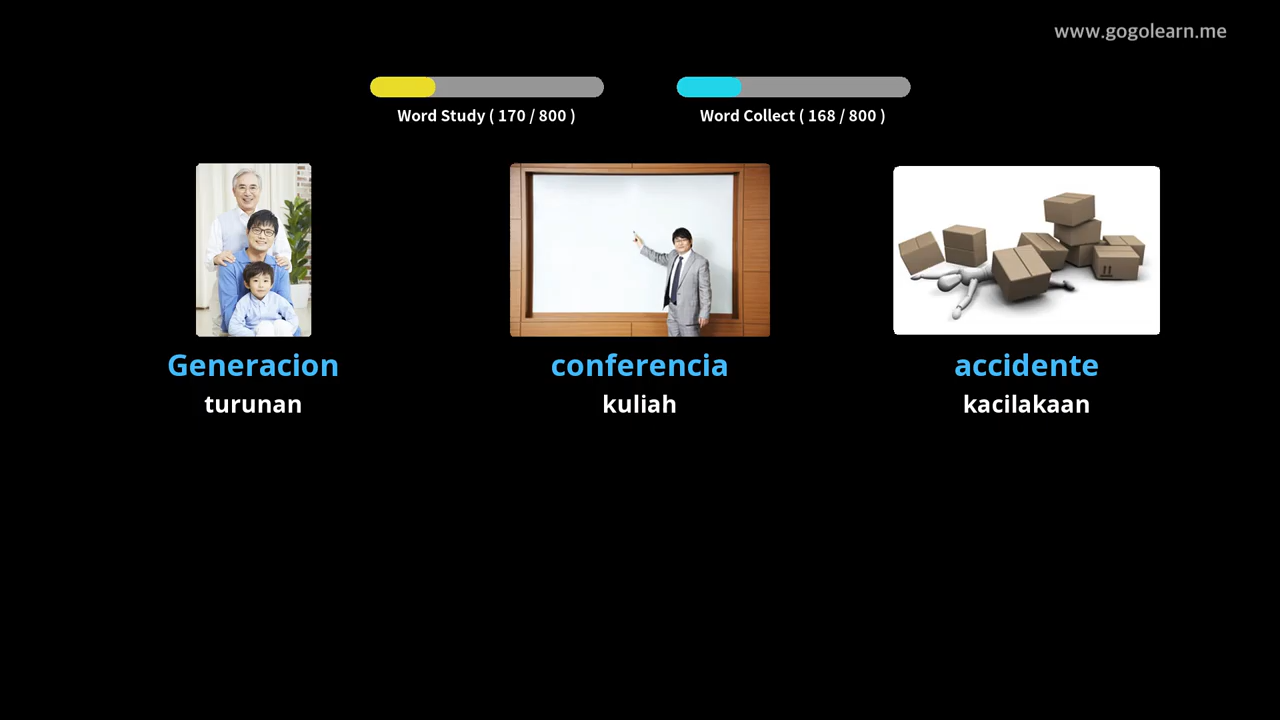 www.gogolearn.me
Word Study ( 170 / 800 )
Word Collect ( 168 / 800 )
Generacion
turunan
conferencia
kuliah
accidente
kacilakaan